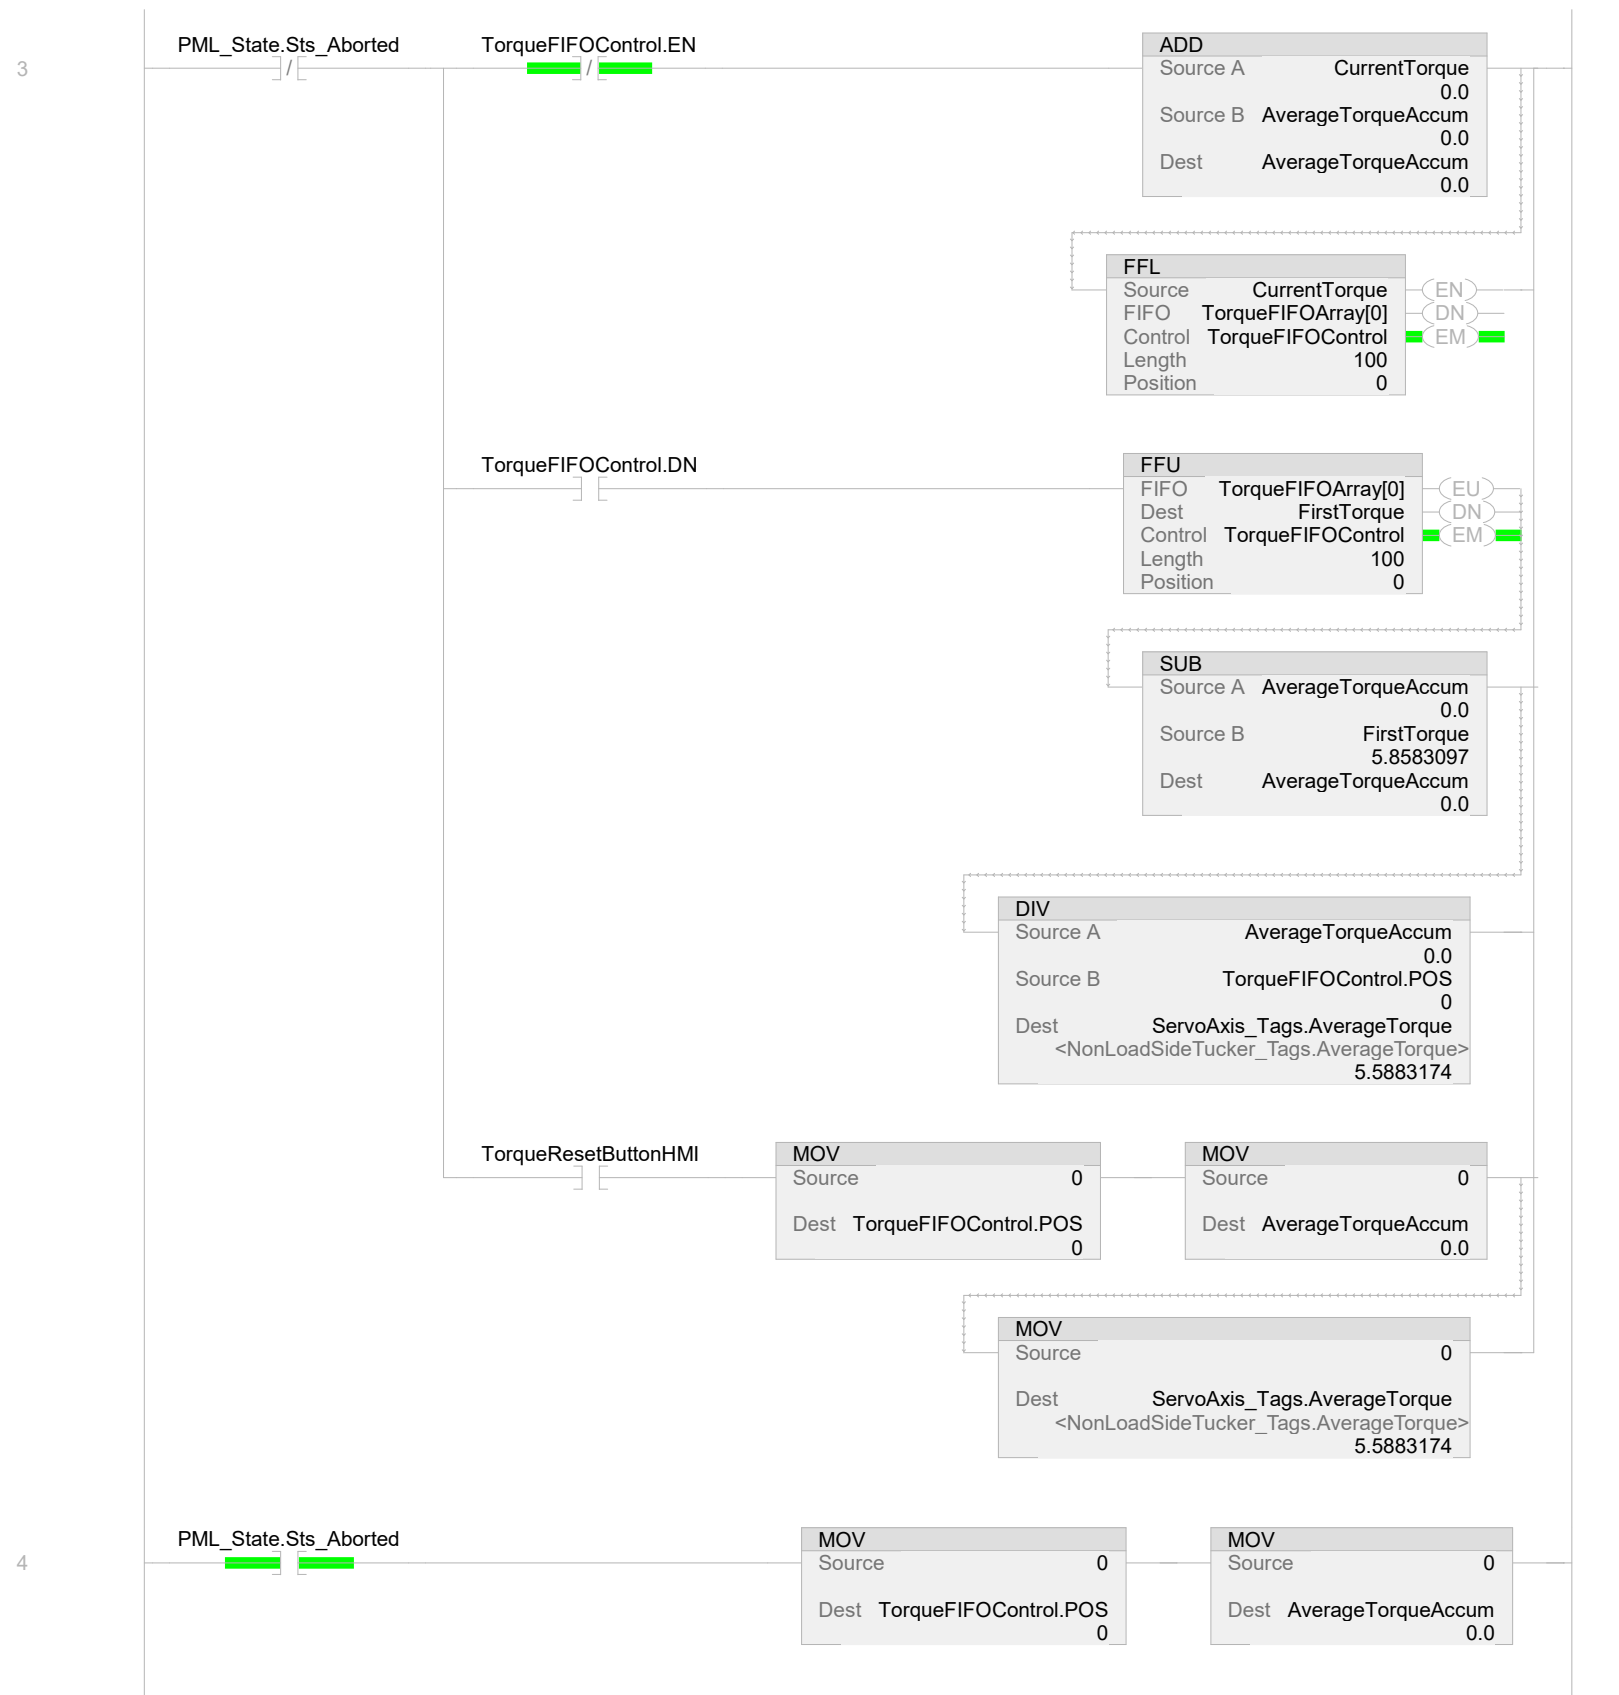 3
PML_State.Sts_Aborted
/
TorqueFIFOControl.EN
/
ADD
Source A CurrentTorque
0.0
Source B AverageTorqueAccum
0.0
Dest AverageTorqueAccum
0.0
FFL
Source CurrentTorque
FIFO TorqueFIFOArray[0]
Control TorqueFIFOControl
Length 100
Position 0
EN
DN
EM
TorqueFIFOControl.DN
FFU
FIFO TorqueFIFOArray[0]
Dest FirstTorque
Control TorqueFIFOControl
Length 100
Position 0
EU
DN
EM
SUB
Source A AverageTorqueAccum
0.0
Source B FirstTorque
5.8583097
Dest AverageTorqueAccum
0.0
DIV
Source A AverageTorqueAccum
0.0
Source B TorqueFIFOControl.POS
0
Dest ServoAxis_Tags.AverageTorque
<NonLoadSideTucker_Tags.AverageTorque>
5.5883174
TorqueResetButtonHMI
MOV
Source 0
Dest TorqueFIFOControl.POS
0
MOV
Source 0
Dest AverageTorqueAccum
0.0
MOV
Source 0
Dest ServoAxis_Tags.AverageTorque
<NonLoadSideTucker_Tags.AverageTorque>
5.5883174
4
PML_State.Sts_Aborted
MOV
Source 0
Dest TorqueFIFOControl.POS
0
MOV
Source 0
Dest AverageTorqueAccum
0.0